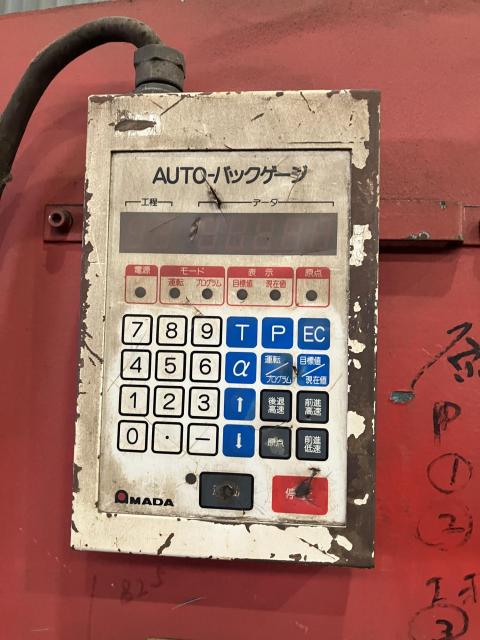 AUTO-バックゲージ
工程 データ
電源 モード 表示 原点
運転 プログラム 目標値 現在値
7 8 9 T P EC
4 5 6 α 運転/プログラム 目標値/現在値
1 2 3 ↑ 後退高速 前進高速
0 · — ↓ 原点 前進低速
AMADA
P
①
②
③